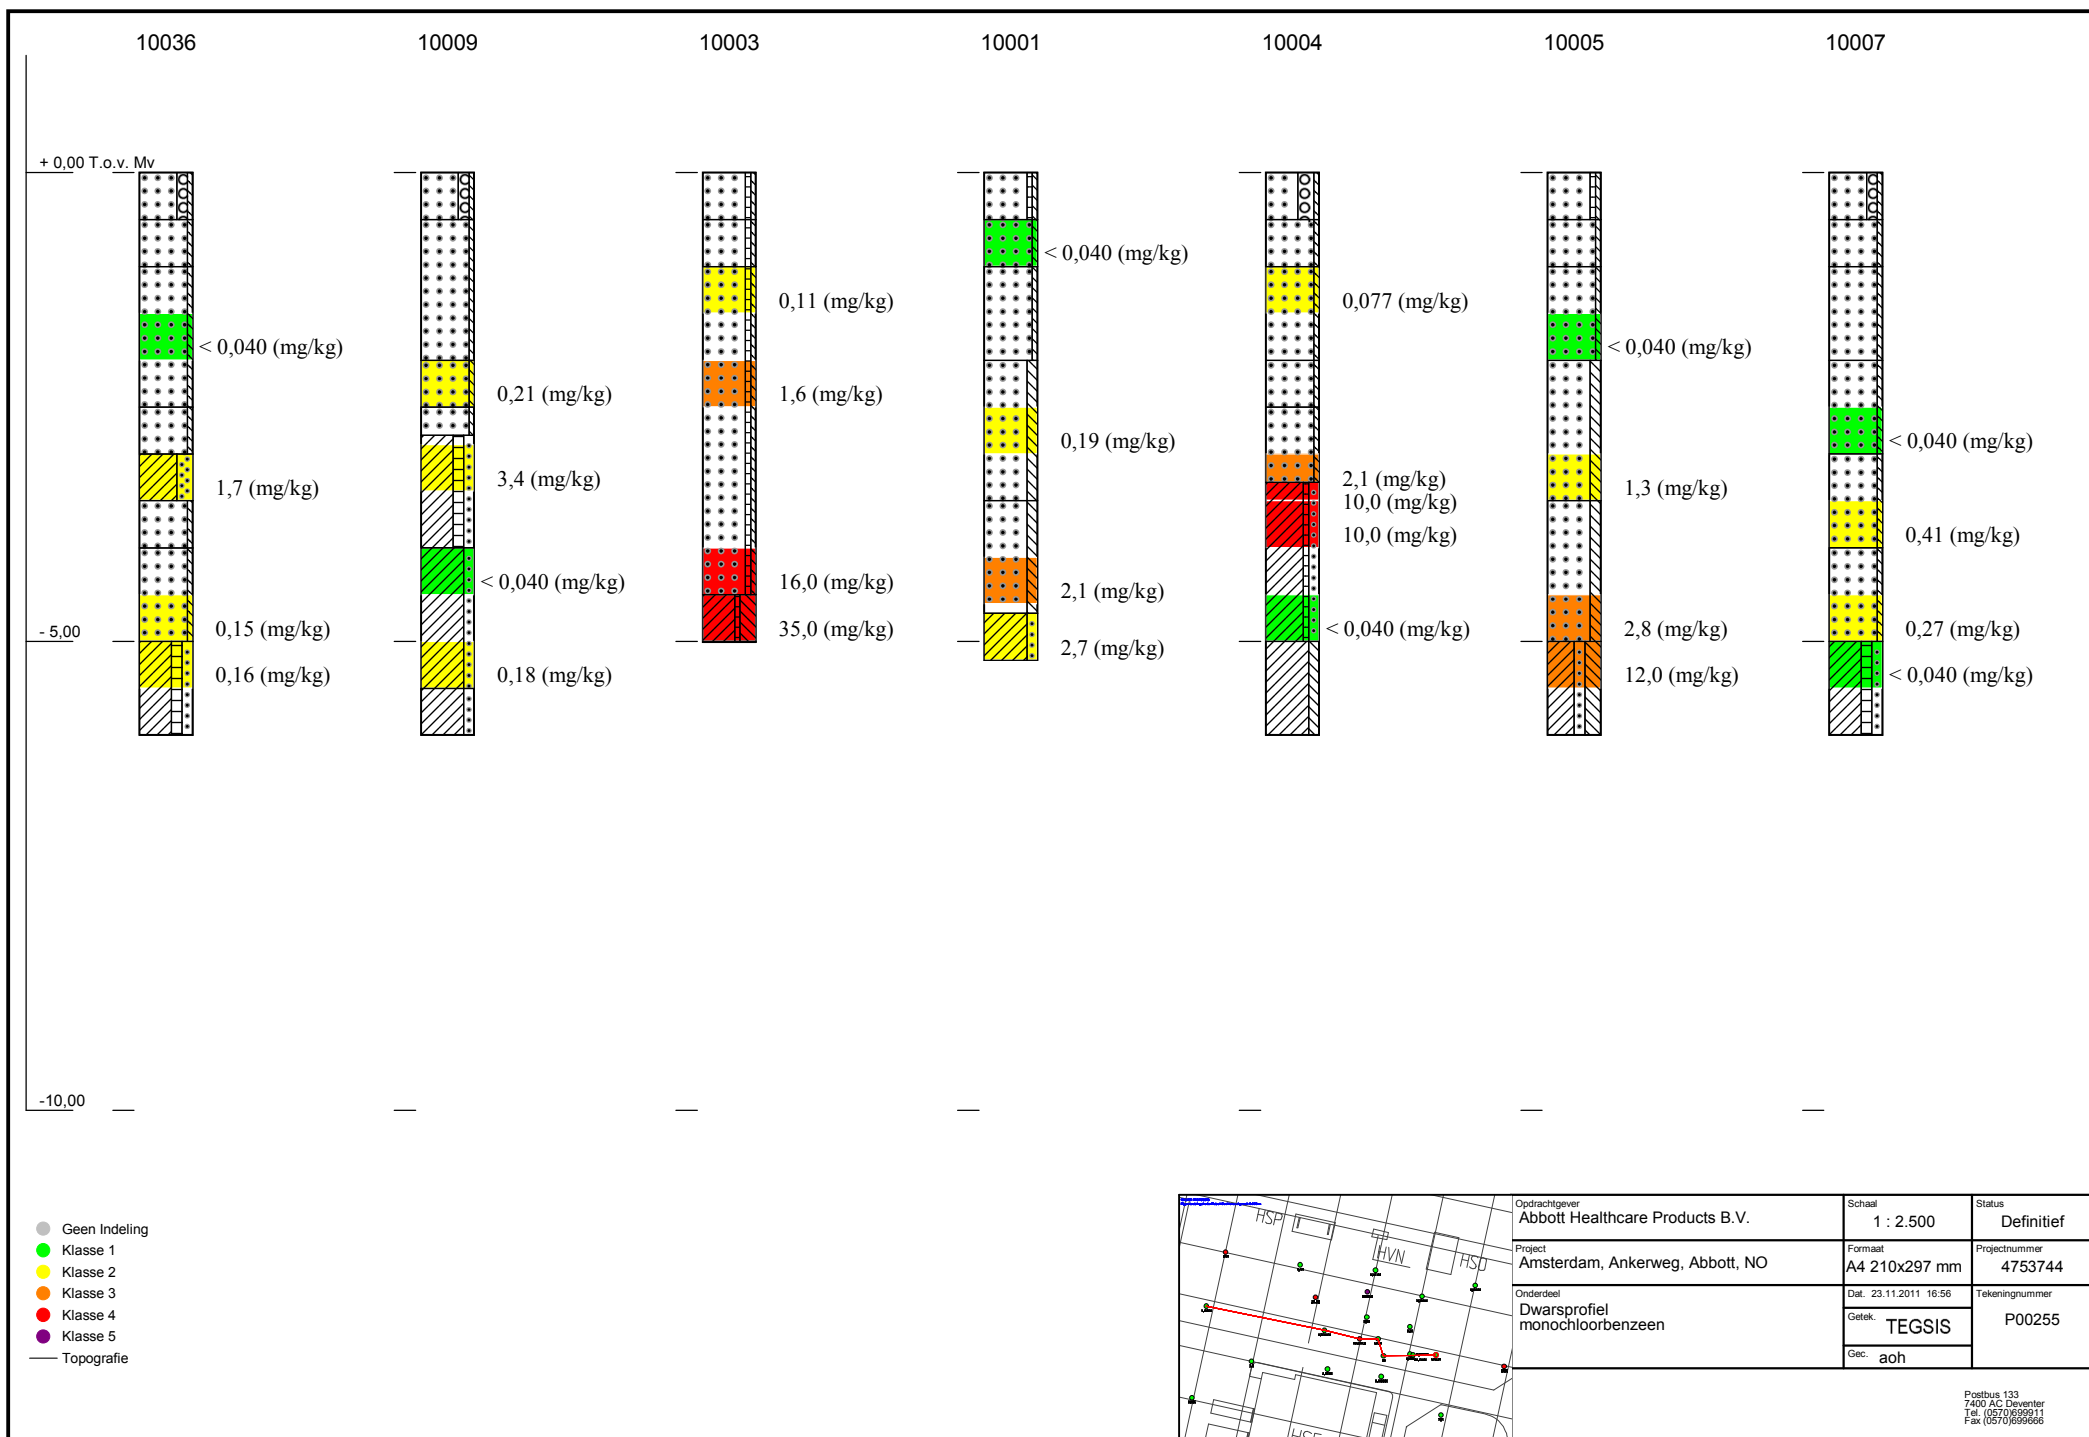 10036 10009 10003 10001 10004 10005 10007
+ 0,00 T.o.v. Mv
< 0,040 (mg/kg)
0,11 (mg/kg) 0,077 (mg/kg)
< 0,040 (mg/kg) < 0,040 (mg/kg)
0,21 (mg/kg) 1,6 (mg/kg)
0,19 (mg/kg) < 0,040 (mg/kg)
1,7 (mg/kg) 3,4 (mg/kg) 2,1 (mg/kg) 1,3 (mg/kg)
10,0 (mg/kg)
10,0 (mg/kg) 0,41 (mg/kg)
< 0,040 (mg/kg) 16,0 (mg/kg) 2,1 (mg/kg)
- 5,00 0,15 (mg/kg) 35,0 (mg/kg) < 0,040 (mg/kg) 2,8 (mg/kg) 0,27 (mg/kg)
2,7 (mg/kg)
0,16 (mg/kg) 0,18 (mg/kg) 12,0 (mg/kg) < 0,040 (mg/kg)
-10,00
Geen Indeling
Klasse 1
Klasse 2
Klasse 3
Klasse 4
Klasse 5
Topografie
HSP
HVN
HSO
Opdrachtgever
Abbott Healthcare Products B.V.
Schaal
1 : 2.500
Status
Definitief
Project
Amsterdam, Ankerweg, Abbott, NO
Formaat
A4 210x297 mm
Projectnummer
4753744
Onderdeel
Dwarsprofiel
monochloorbenzeen
Dat. 23.11.2011 16:56
Getek. TEGSIS
Gec. aoh
Tekeningnummer
P00255
Postbus 133
7400 AC Deventer
Tel. (0570)699911
Fax (0570)699666